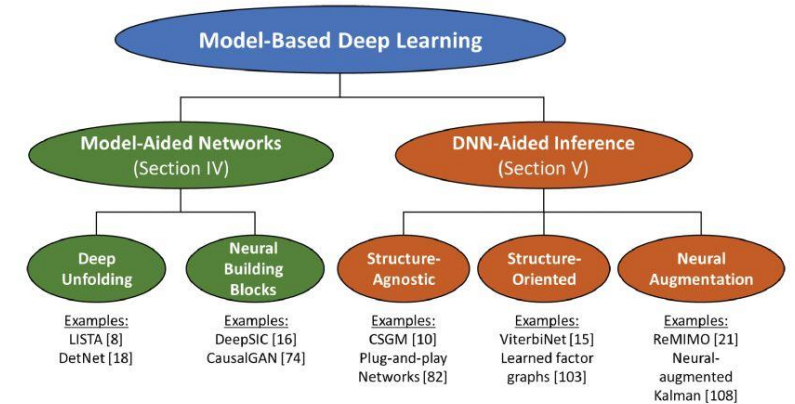 Model-Based Deep Learning
Model-Aided Networks
(Section IV)
DNN-Aided Inference
(Section V)
Deep
Unfolding
Neural
Building
Blocks
Structure-
Agnostic
Structure-
Oriented
Neural
Augmentation
Examples:
LISTA [8]
DetNet [18]
Examples:
DeepSIC [16]
CausalGAN [74]
Examples:
CSGM [10]
Plug-and-play
Networks [82]
Examples:
ViterbiNet [15]
Learned factor
graphs [103]
Examples:
ReMIMO [21]
Neural-
augmented
Kalman [108]